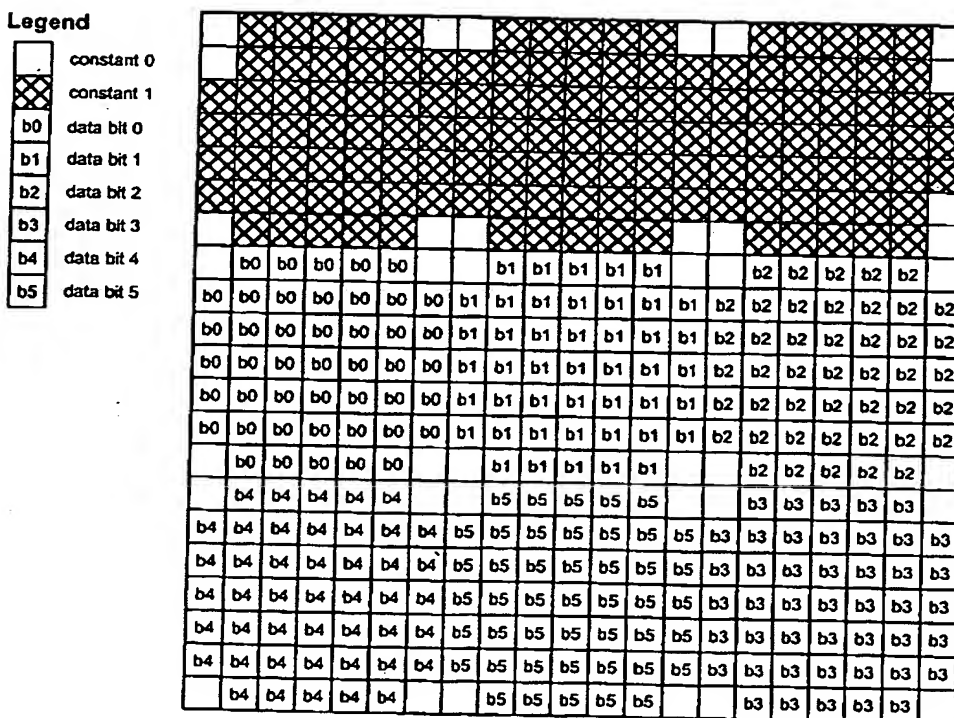 Legend
constant 0
constant 1
b0 data bit 0
b1 data bit 1
b2 data bit 2
b3 data bit 3
b4 data bit 4
b5 data bit 5
b0 b0 b0 b0 b0 b1 b1 b1 b1 b1 b2 b2 b2 b2 b2
b0 b0 b0 b0 b0 b0 b0 b1 b1 b1 b1 b1 b1 b1 b2 b2 b2 b2 b2 b2 b2
b0 b0 b0 b0 b0 b0 b0 b1 b1 b1 b1 b1 b1 b1 b2 b2 b2 b2 b2 b2 b2
b0 b0 b0 b0 b0 b0 b0 b1 b1 b1 b1 b1 b1 b1 b2 b2 b2 b2 b2 b2 b2
b0 b0 b0 b0 b0 b0 b0 b1 b1 b1 b1 b1 b1 b1 b2 b2 b2 b2 b2 b2 b2
b0 b0 b0 b0 b0 b0 b0 b1 b1 b1 b1 b1 b1 b1 b2 b2 b2 b2 b2 b2 b2
b0 b0 b0 b0 b0 b1 b1 b1 b1 b1 b2 b2 b2 b2 b2
b4 b4 b4 b4 b4 b5 b5 b5 b5 b5 b3 b3 b3 b3 b3
b4 b4 b4 b4 b4 b4 b4 b5 b5 b5 b5 b5 b5 b5 b3 b3 b3 b3 b3 b3 b3
b4 b4 b4 b4 b4 b4 b4 b5 b5 b5 b5 b5 b5 b5 b3 b3 b3 b3 b3 b3 b3
b4 b4 b4 b4 b4 b4 b4 b5 b5 b5 b5 b5 b5 b5 b3 b3 b3 b3 b3 b3 b3
b4 b4 b4 b4 b4 b4 b4 b5 b5 b5 b5 b5 b5 b5 b3 b3 b3 b3 b3 b3 b3
b4 b4 b4 b4 b4 b4 b4 b5 b5 b5 b5 b5 b5 b5 b3 b3 b3 b3 b3 b3 b3
b4 b4 b4 b4 b4 b5 b5 b5 b5 b5 b3 b3 b3 b3 b3